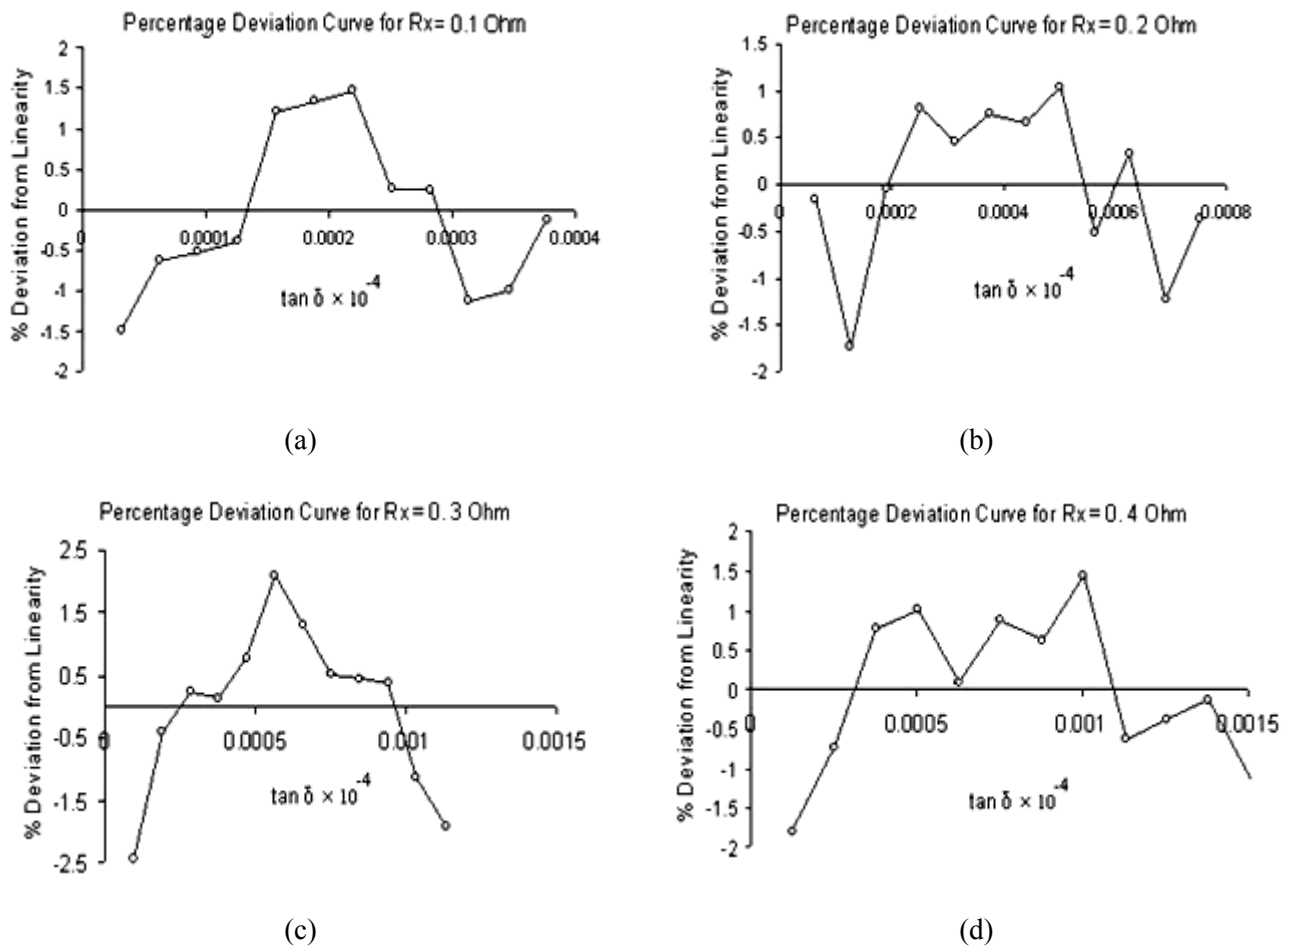 Percentage Deviation Curve for Rx= 0.1 Ohm
% Deviation from Linearity
2
1.5
1
0.5
0
-0.5
-1
-1.5
-2
0 0.0001 0.0002 0.0003 0.0004
tan δ × 10-4
(a)
Percentage Deviation Curve for Rx= 0.2 Ohm
% Deviation from Linearity
1.5
1
0.5
0
-0.5
-1
-1.5
-2
0 0.0002 0.0004 0.0006 0.0008
tan δ × 10-4
(b)
Percentage Deviation Curve for Rx= 0.3 Ohm
% Deviation from Linearity
2.5
1.5
0.5
-0.5
-1.5
-2.5
0 0.0005 0.001 0.0015
tan δ × 10-4
(c)
Percentage Deviation Curve for Rx= 0.4 Ohm
% Deviation from Linearity
2
1.5
1
0.5
0
-0.5
-1
-1.5
-2
0 0.0005 0.001 0.0015
tan δ × 10-4
(d)